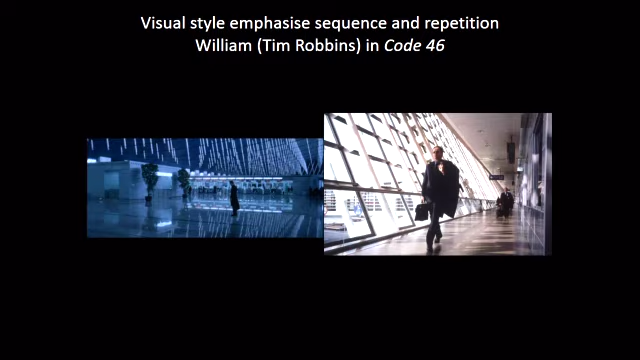 Visual style emphasise sequence and repetition
William (Tim Robbins) in Code 46